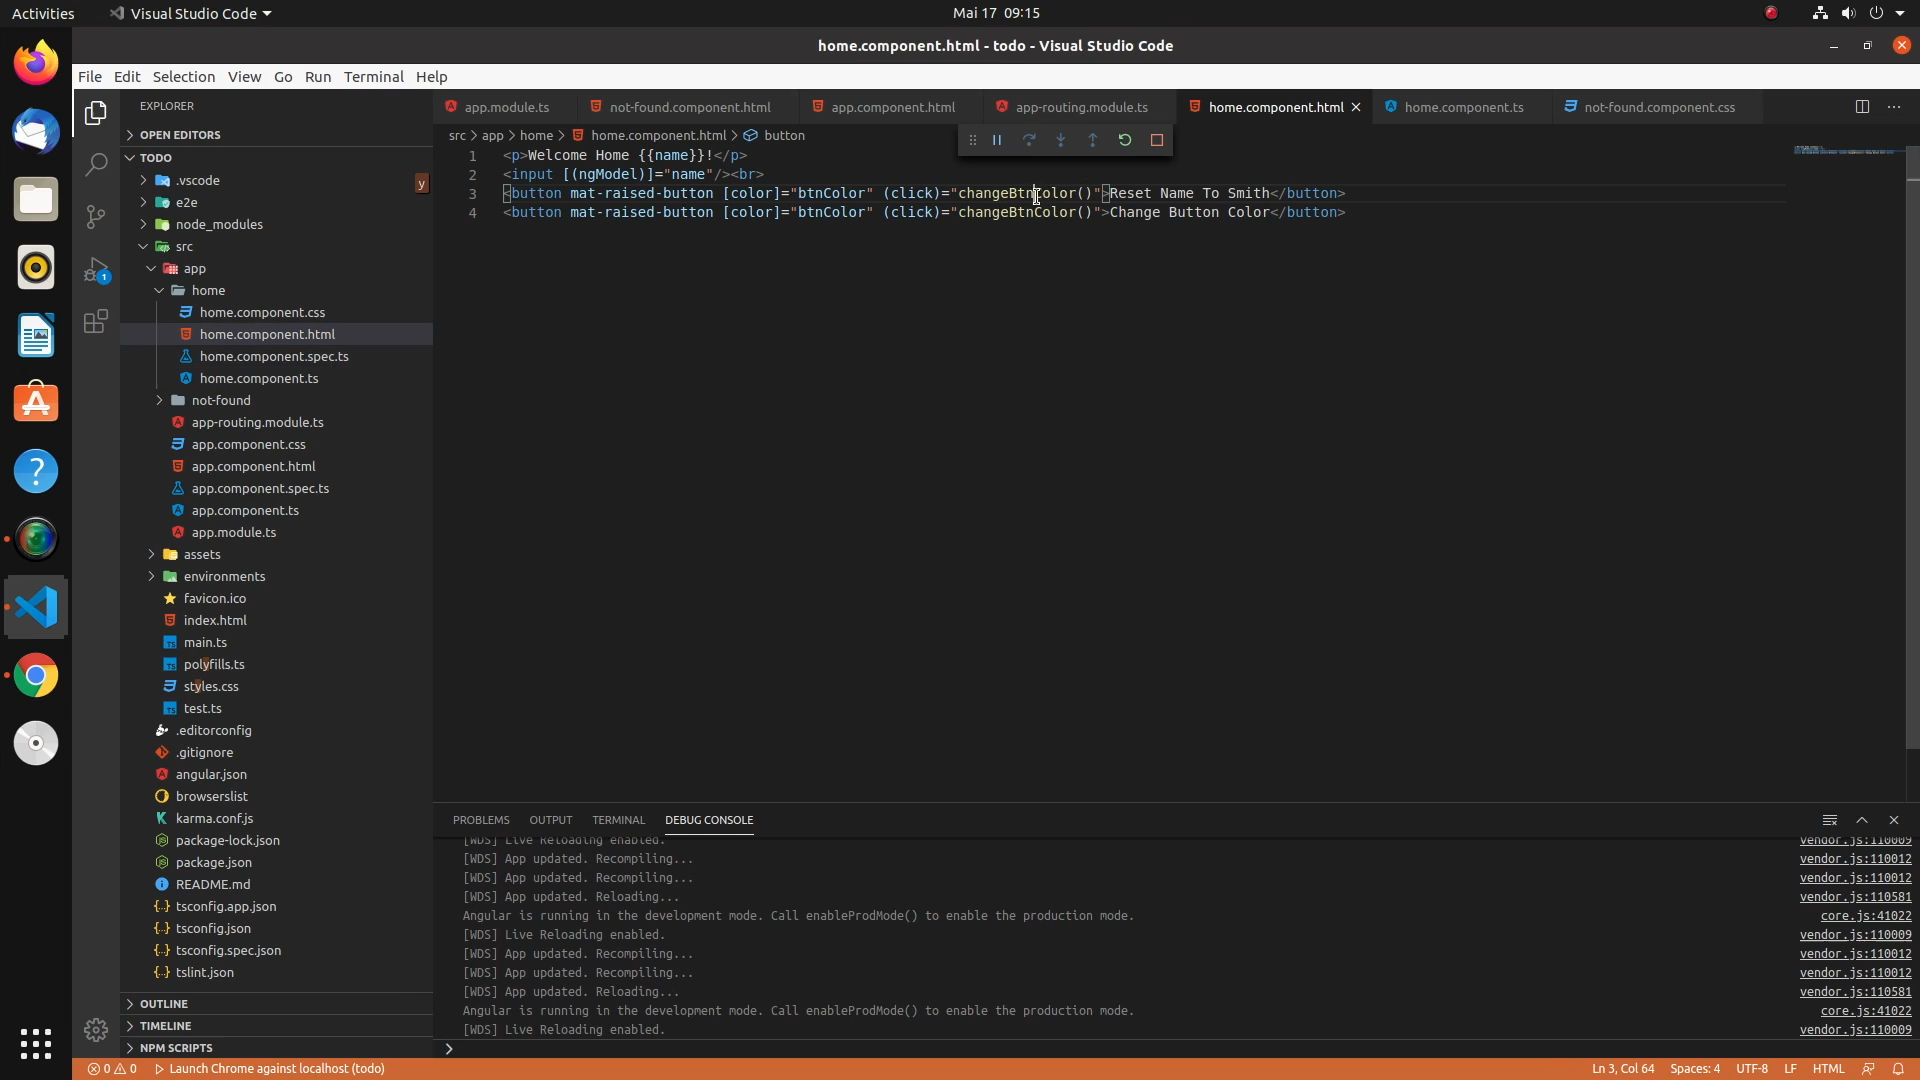 Activities
Visual Studio Code
Mai 17 09:15
home.component.html - todo - Visual Studio Code
File Edit Selection View Go Run Terminal Help
EXPLORER
OPEN EDITORS
TODO
.vscode
y
e2e
node_modules
src
app
home
home.component.css
home.component.html
home.component.spec.ts
home.component.ts
not-found
app-routing.module.ts
app.component.css
app.component.html
app.component.spec.ts
app.component.ts
app.module.ts
assets
environments
favicon.ico
index.html
main.ts
polyfills.ts
styles.css
test.ts
.editorconfig
.gitignore
angular.json
browserslist
karma.conf.js
package-lock.json
package.json
README.md
tsconfig.app.json
tsconfig.json
tsconfig.spec.json
tslint.json
OUTLINE
TIMELINE
NPM SCRIPTS
1
app.module.ts
not-found.component.html
app.component.html
app-routing.module.ts
home.component.html
home.component.ts
not-found.component.css
src > app > home > home.component.html > button
1 <p>Welcome Home {{name}}!</p>
2 <input [(ngModel)]="name"/><br>
3 <button mat-raised-button [color]="btnColor" (click)="changeBtnColor()">Reset Name To Smith</button>
4 <button mat-raised-button [color]="btnColor" (click)="changeBtnColor()">Change Button Color</button>
PROBLEMS OUTPUT TERMINAL DEBUG CONSOLE
[WDS] Live Reloading enabled. vendor.js:110009
[WDS] App updated. Recompiling... vendor.js:110012
[WDS] App updated. Recompiling... vendor.js:110012
[WDS] App updated. Reloading... vendor.js:110581
Angular is running in the development mode. Call enableProdMode() to enable the production mode. core.js:41022
[WDS] Live Reloading enabled. vendor.js:110009
[WDS] App updated. Recompiling... vendor.js:110012
[WDS] App updated. Recompiling... vendor.js:110012
[WDS] App updated. Reloading... vendor.js:110581
Angular is running in the development mode. Call enableProdMode() to enable the production mode. core.js:41022
[WDS] Live Reloading enabled. vendor.js:110009
0 0 Launch Chrome against localhost (todo)
Ln 3, Col 64 Spaces: 4 UTF-8 LF HTML